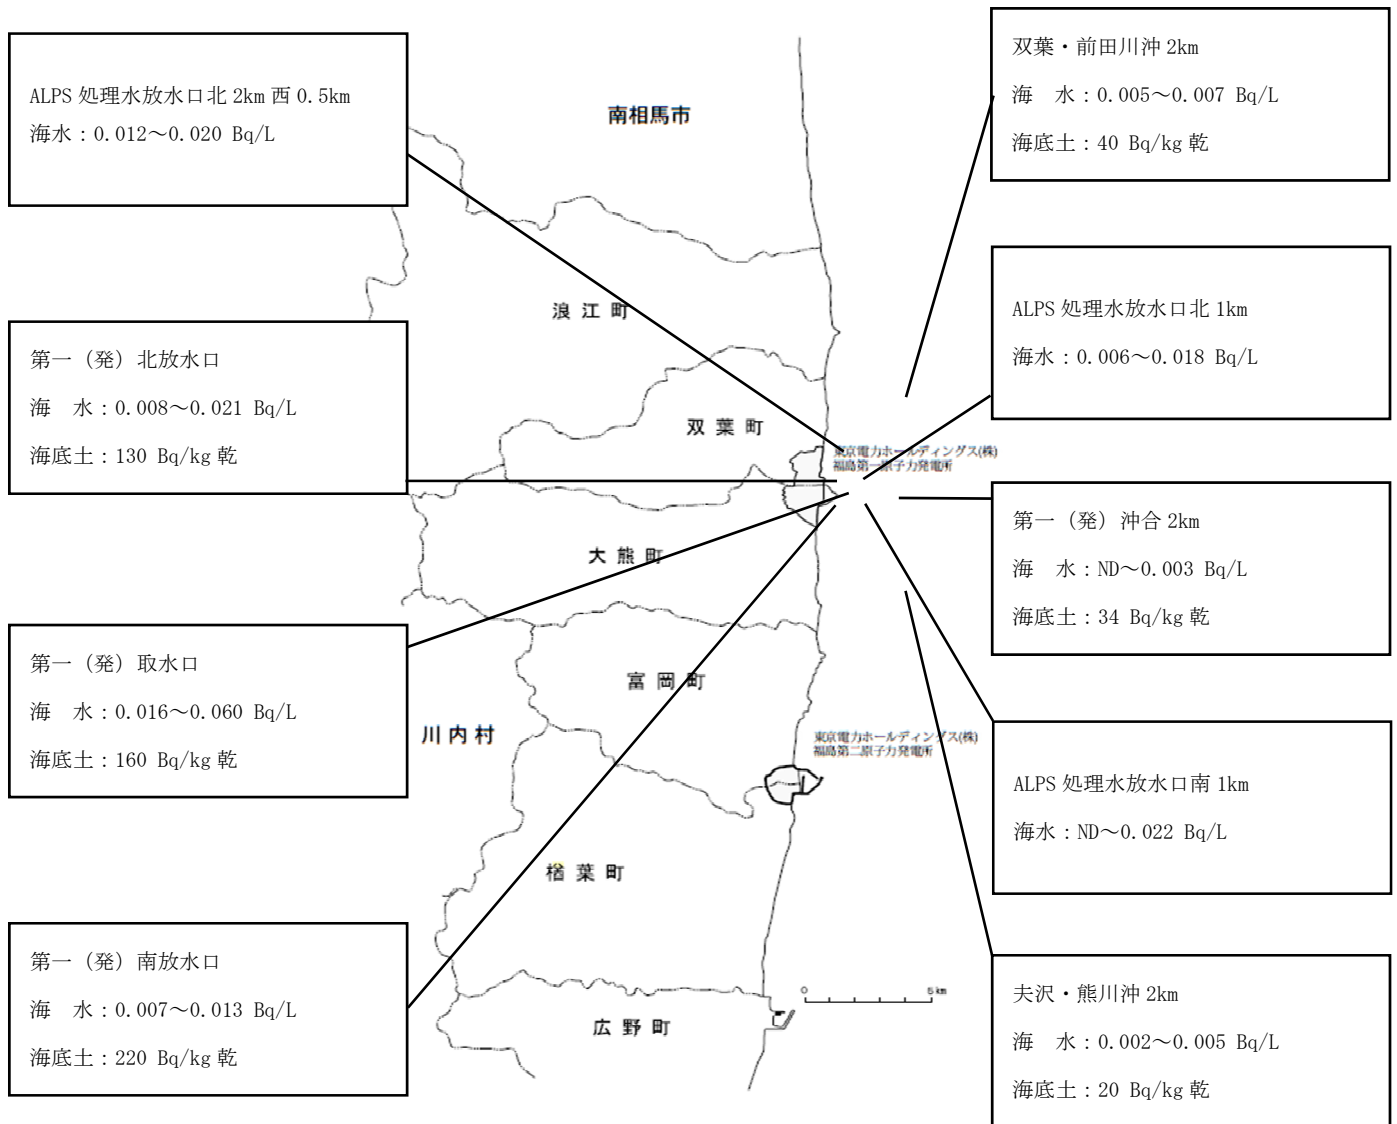 ALPS 処理水放水口北 2km 西 0.5km
海水：0.012～0.020 Bq/L
第一（発）北放水口
海　水：0.008～0.021 Bq/L
海底土：130 Bq/kg 乾
第一（発）取水口
海　水：0.016～0.060 Bq/L
海底土：160 Bq/kg 乾
第一（発）南放水口
海　水：0.007～0.013 Bq/L
海底土：220 Bq/kg 乾
南相馬市
浪江町
双葉町
東京電力ホールディングス(株)
福島第一原子力発電所
大熊町
富岡町
川内村
東京電力ホールディングス(株)
福島第二原子力発電所
楢葉町
広野町
0 5km
双葉・前田川沖 2km
海　水：0.005～0.007 Bq/L
海底土：40 Bq/kg 乾
ALPS 処理水放水口北 1km
海水：0.006～0.018 Bq/L
第一（発）沖合 2km
海　水：ND～0.003 Bq/L
海底土：34 Bq/kg 乾
ALPS 処理水放水口南 1km
海水：ND～0.022 Bq/L
夫沢・熊川沖 2km
海　水：0.002～0.005 Bq/L
海底土：20 Bq/kg 乾